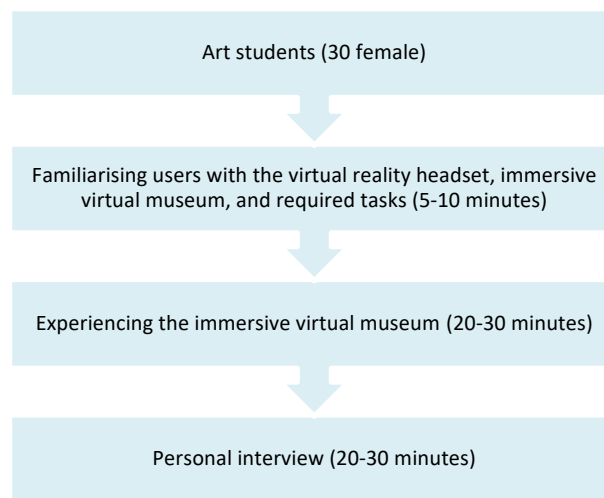 Art students (30 female)
Familiarising users with the virtual reality headset, immersive
virtual museum, and required tasks (5-10 minutes)
Experiencing the immersive virtual museum (20-30 minutes)
Personal interview (20-30 minutes)